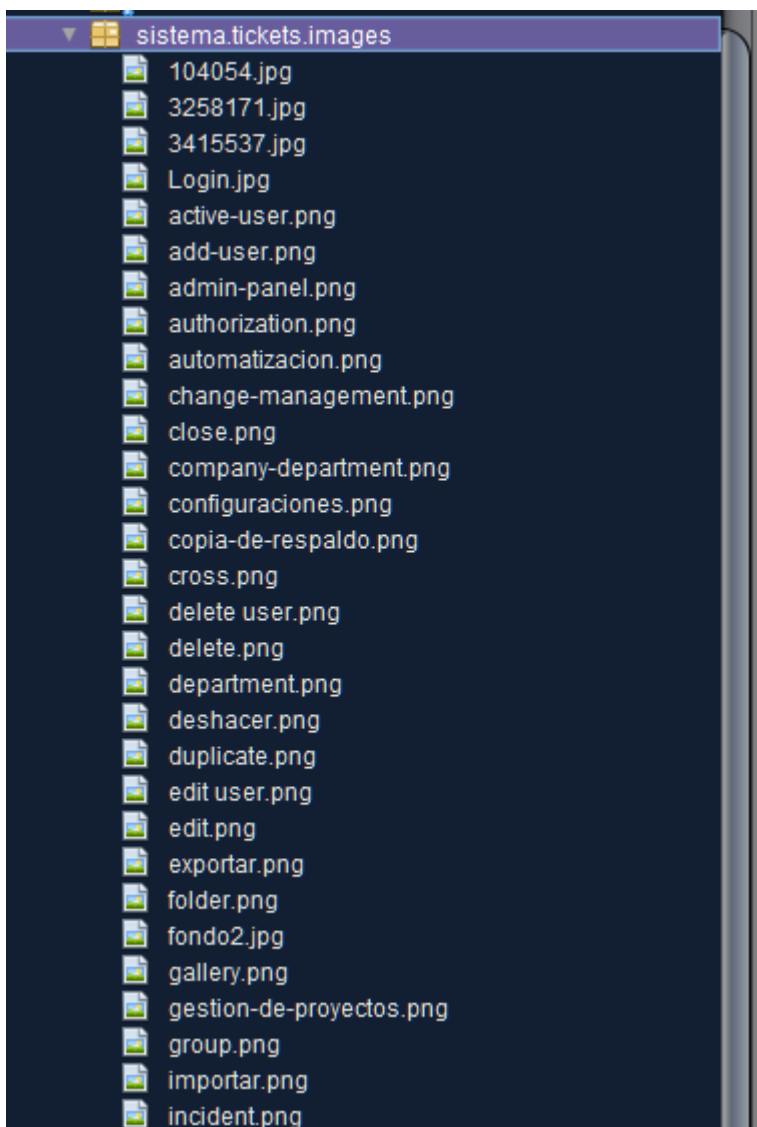 sistema.tickets.images
104054.jpg
3258171.jpg
3415537.jpg
Login.jpg
active-user.png
add-user.png
admin-panel.png
authorization.png
automatizacion.png
change-management.png
close.png
company-department.png
configuraciones.png
copia-de-respaldo.png
cross.png
delete user.png
delete.png
department.png
deshacer.png
duplicate.png
edit user.png
edit.png
exportar.png
folder.png
fondo2.jpg
gallery.png
gestion-de-proyectos.png
group.png
importar.png
incident.png